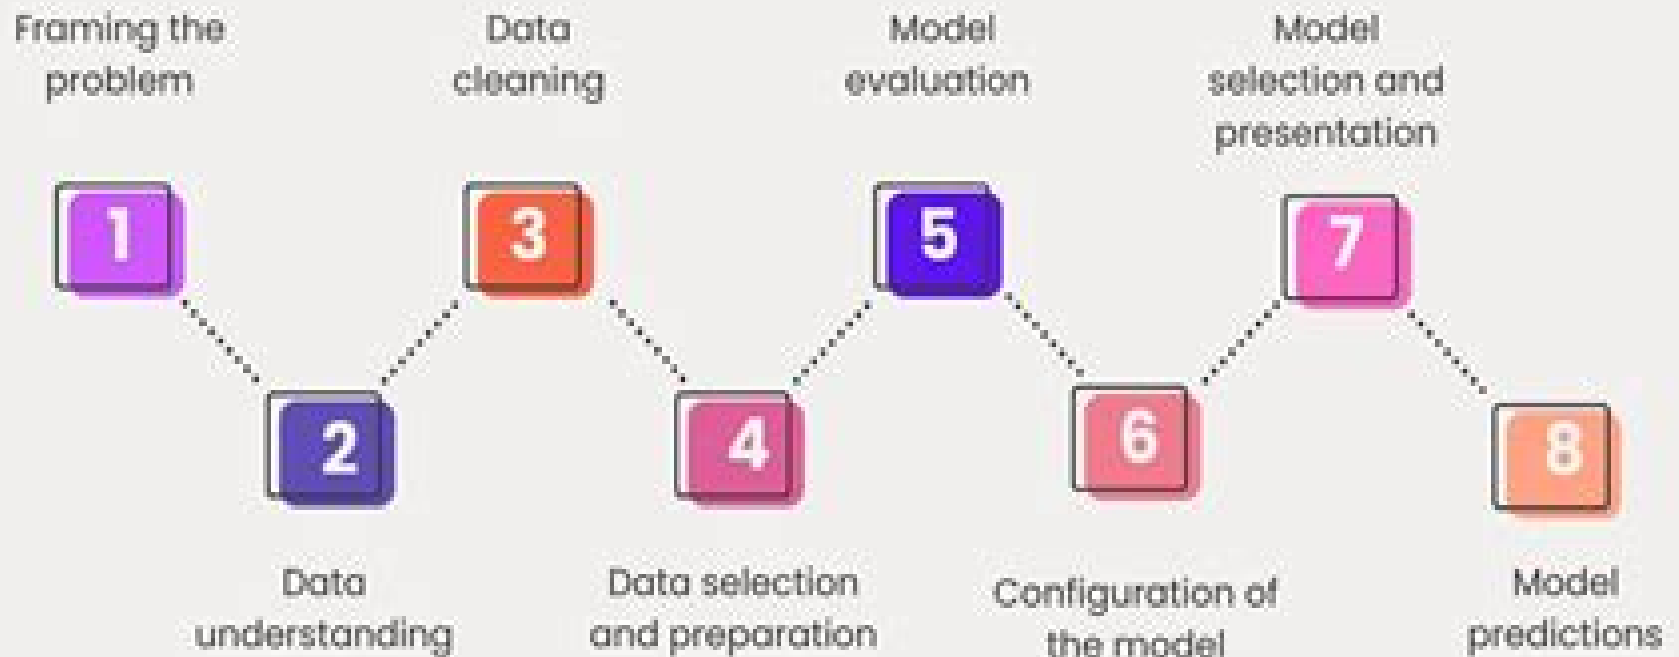 Framing the
problem
1
2
Data
understanding
Data
cleaning
3
4
Data selection
and preparation
Model
evaluation
5
6
Configuration of
the model
Model
selection and
presentation
7
8
Model
predictions